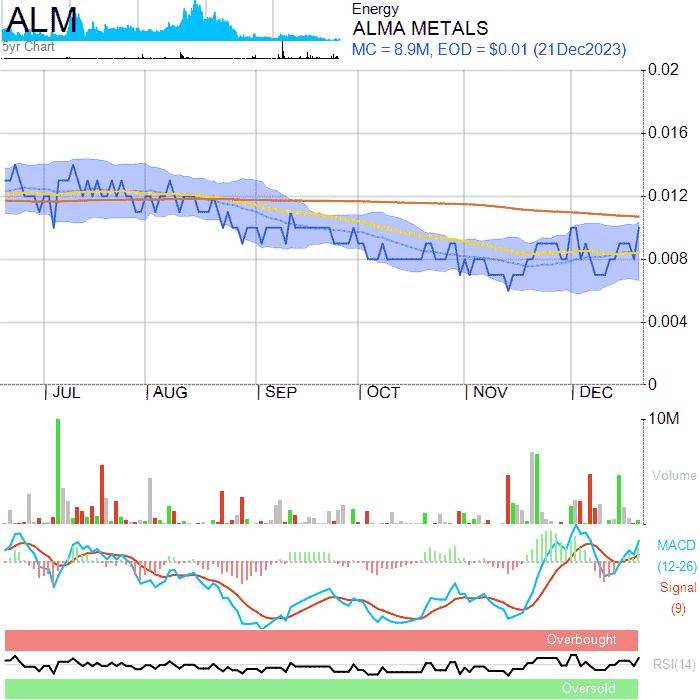 ALM
5yr Chart
Energy
ALMA METALS
MC = 8.9M, EOD = $0.01 (21Dec2023)
0.02
0.016
0.012
0.008
0.004
0
JUL AUG SEP OCT NOV DEC
10M
Volume
MACD
(12-26)
Signal
(9)
Overbought
RSI(14)
Oversold